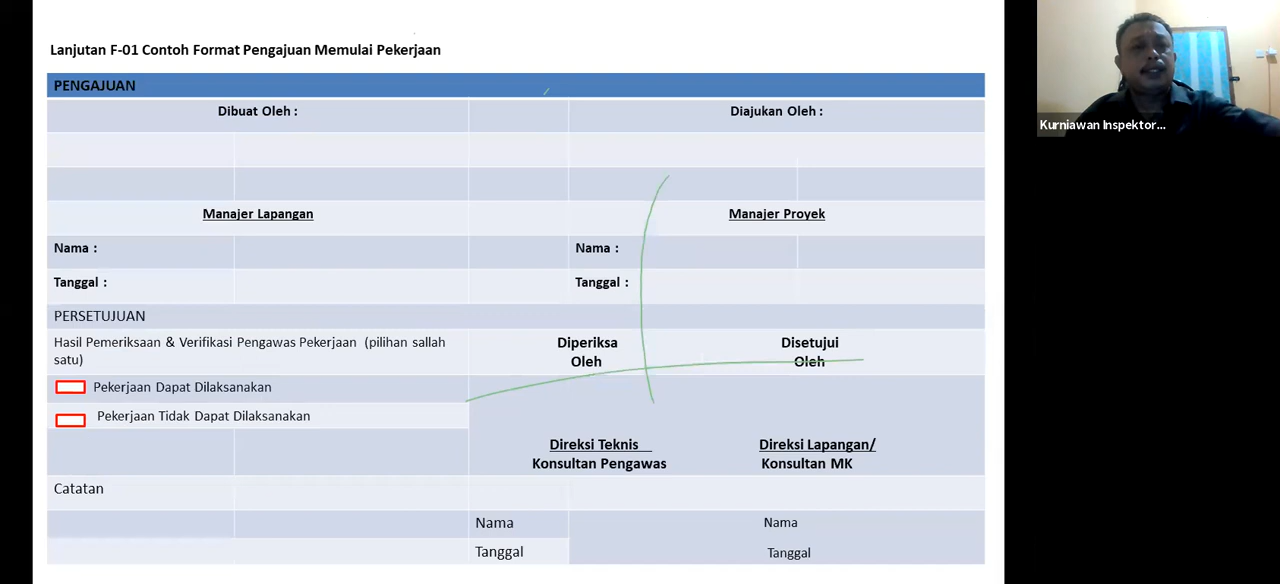 Lanjutan F-01 Contoh Format Pengajuan Memulai Pekerjaan
PENGAJUAN
Dibuat Oleh :
Diajukan Oleh :
Manajer Lapangan
Manajer Proyek
Nama :
Nama :
Tanggal :
Tanggal :
PERSETUJUAN
Hasil Pemeriksaan & Verifikasi Pengawas Pekerjaan (pilihan sallah
satu)
Diperiksa
Oleh
Disetujui
Oleh
Pekerjaan Dapat Dilaksanakan
Pekerjaan Tidak Dapat Dilaksanakan
Direksi Teknis
Konsultan Pengawas
Direksi Lapangan/
Konsultan MK
Catatan
Nama
Nama
Tanggal
Tanggal
Kurniawan Inspektor...